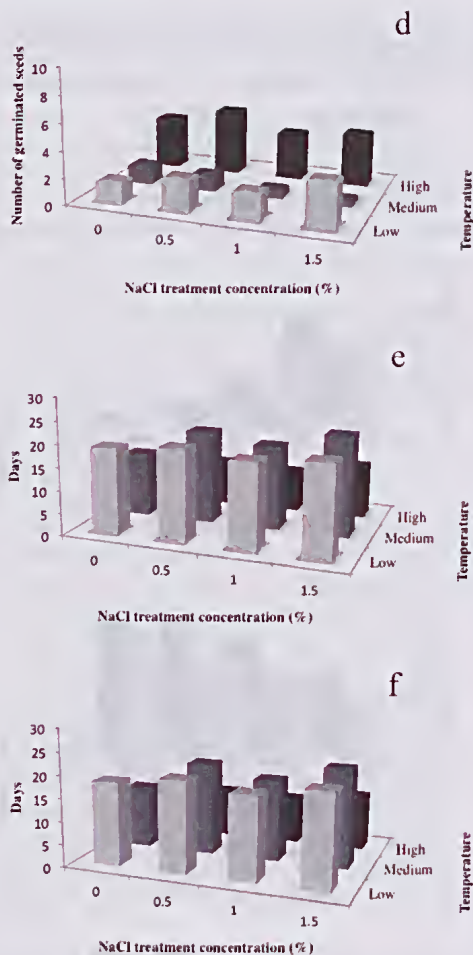 d
10
8
6
4
2
0
Number of germinated seeds
0
0.5
1
1.5
High
Medium
Low
Temperature
NaCl treatment concentration (%)
e
30
25
20
15
10
5
0
Days
0
0.5
1
1.5
High
Medium
Low
Temperature
NaCl treatment concentration (%)
f
30
25
20
15
10
5
0
Days
0
0.5
1
1.5
High
Medium
Low
Temperature
NaCl treatment concentration (%)